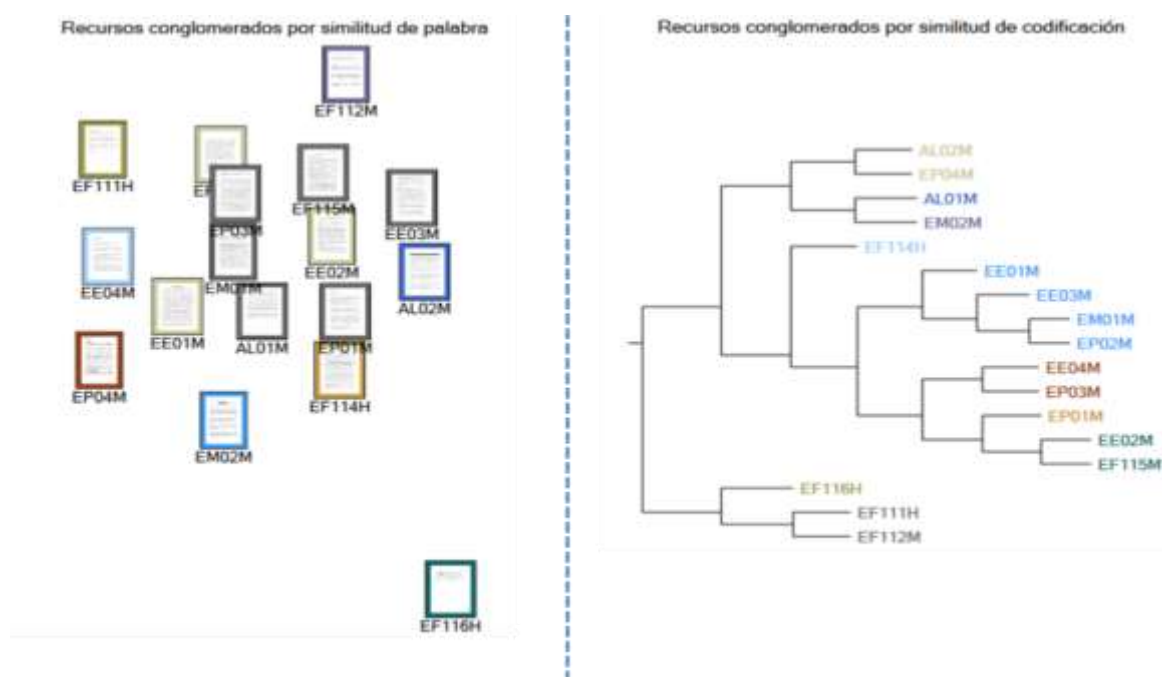 Recursos conglomerados por similitud de palabra
EF112M
EF111H
EP
EP03M
EF115M
EE03M
EE04M
EM01M
EE02M
AL02M
EE01M
AL01M
EP01M
EP04M
EF114H
EM02M
EF116H
Recursos conglomerados por similitud de codificación
AL02M
EP04M
AL01M
EM02M
EF114H
EE01M
EE03M
EM01M
EP02M
EE04M
EP03M
EP01M
EE02M
EF115M
EF116H
EF111H
EF112M